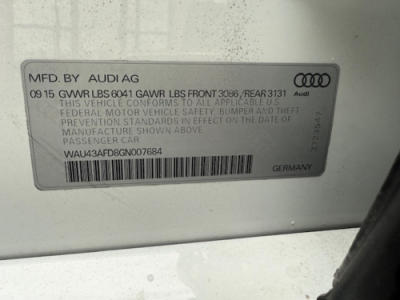 MFD. BY AUDI AG
09 15 GVWR LBS 6041 GAWR LBS FRONT 3086 / REAR 3131
Audi
THIS VEHICLE CONFORMS TO ALL APPLICABLE
U.S. FEDERAL MOTOR VEHICLE SAFETY, BUMPER AND THEFT
PREVENTION STANDARDS IN EFFECT ON THE DATE OF
MANUFACTURE SHOWN ABOVE.
PASSENGER CAR
WAU43AFD8GN007684
GERMANY